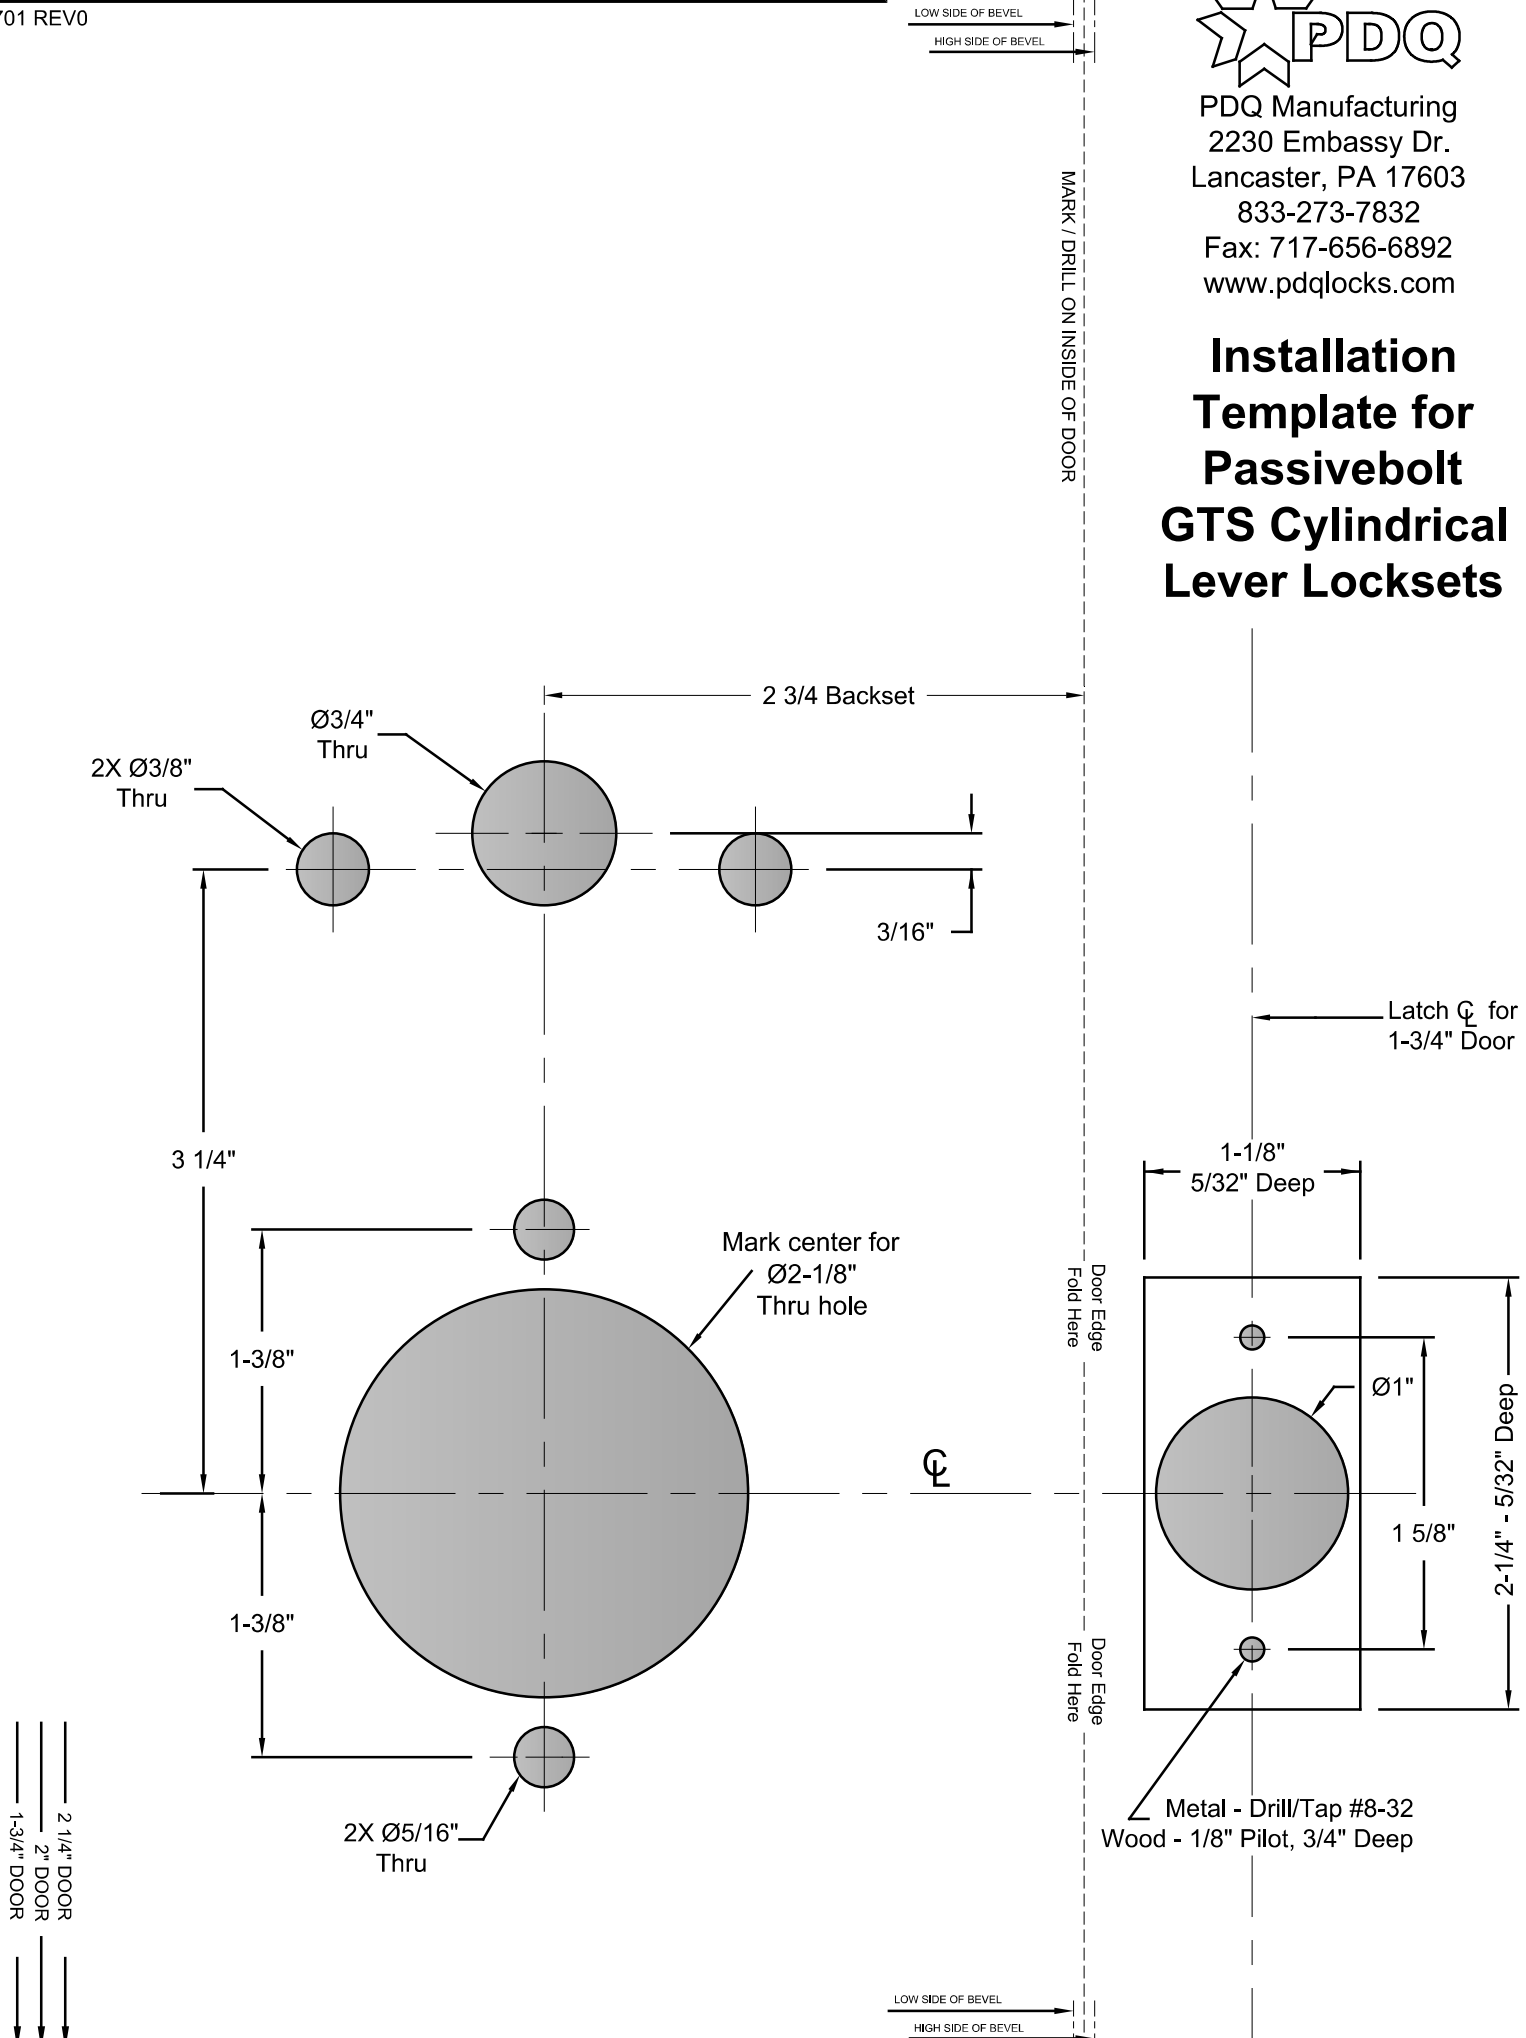 701 REV0
LOW SIDE OF BEVEL
HIGH SIDE OF BEVEL
PDQ
PDQ Manufacturing
2230 Embassy Dr.
Lancaster, PA 17603
833-273-7832
Fax: 717-656-6892
www.pdqlocks.com
MARK / DRILL ON INSIDE OF DOOR
Installation
Template for
Passivebolt
GTS Cylindrical
Lever Locksets
2 3/4 Backset
Ø3/4"
Thru
2X Ø3/8"
Thru
3/16"
Latch ℄ for
1-3/4" Door
3 1/4"
1-1/8"
5/32" Deep
Mark center for
Ø2-1/8"
Thru hole
Door Edge
Fold Here
1-3/8"
Ø1"
℄
1 5/8"
2-1/4" - 5/32" Deep
1-3/8"
Door Edge
Fold Here
2X Ø5/16"
Thru
Metal - Drill/Tap #8-32
Wood - 1/8" Pilot, 3/4" Deep
2 1/4" DOOR
2" DOOR
1-3/4" DOOR
LOW SIDE OF BEVEL
HIGH SIDE OF BEVEL